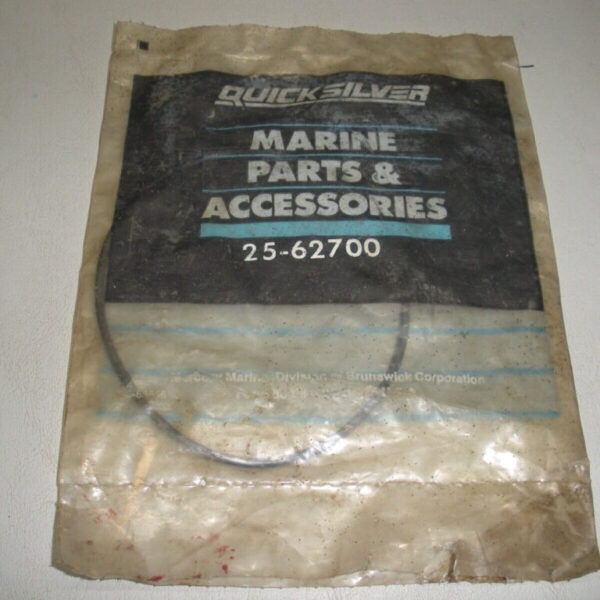 QUICKSILVER
MARINE
PARTS &
ACCESSORIES
25-62700
Marine Division of Brunswick Corporation